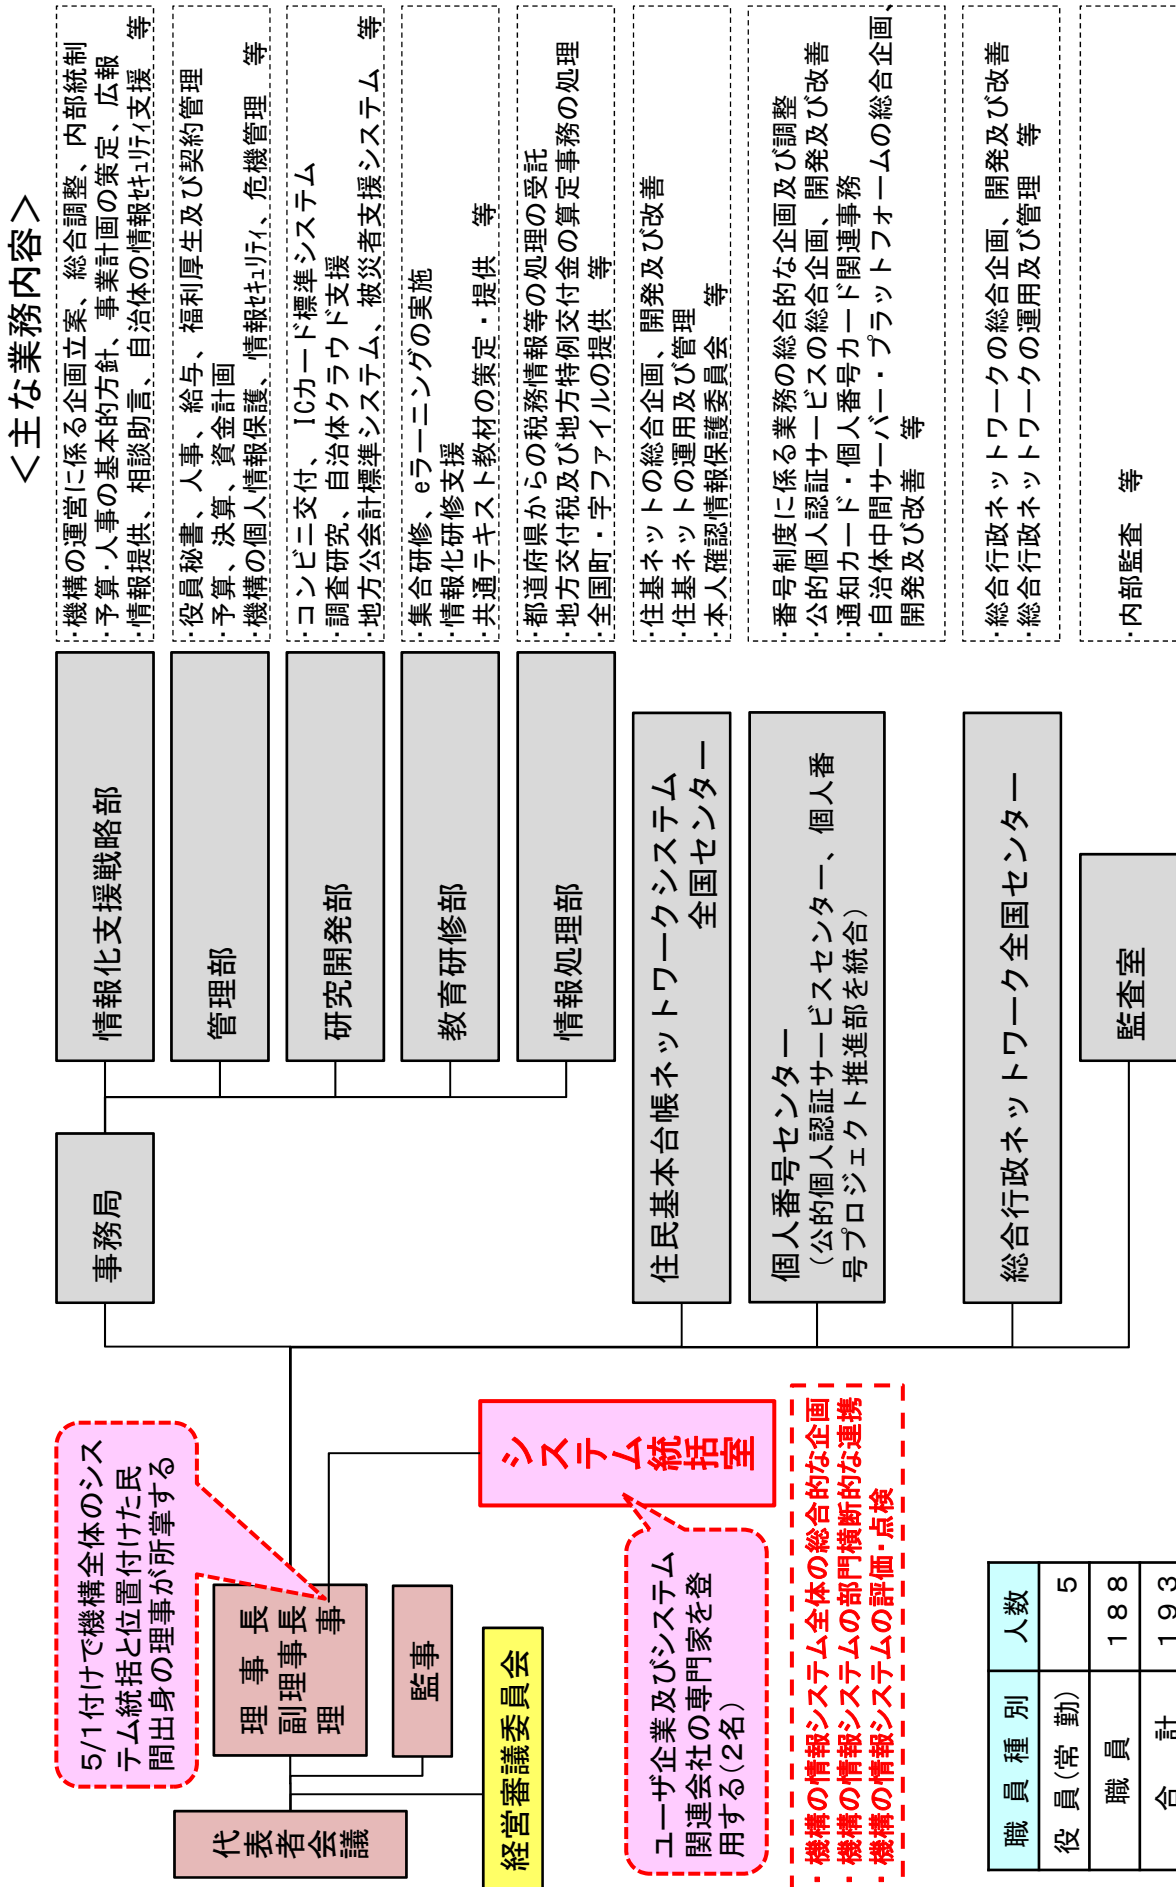 ＜主な業務内容＞
代表者会議
理事長
副理事長
理事
監事
経営審議委員会
5/1付けで機構全体のシス
テム統括と位置付けた民
間出身の理事が所掌する
システム
統括室
ユーザ企業及びシステム
関連会社の専門家を登
用する(2名)
・機構の情報システム全体の総合的な企画
・機構の情報システムの部門横断的な連携
・機構の情報システムの評価・点検
職員種別 人数
役員(常勤) 5
職員 188
合計 193
事務局
情報化支援戦略部
・機構の運営に係る企画立案、総合調整、内部統制
・予算・人事の基本的方針、事業計画の策定、広報
・情報提供、相談助言、自治体の情報ｾｷｭﾘﾃｨ支援 等
管理部
・役員秘書、人事、給与、福利厚生及び契約管理
・予算、決算、資金計画
・機構の個人情報保護、情報ｾｷｭﾘﾃｨ、危機管理 等
研究開発部
・コンビニ交付、ICカード標準システム
・調査研究、自治体クラウド支援
・地方公会計標準システム、被災者支援システム 等
教育研修部
・集合研修、eラーニングの実施
・情報化研修支援
・共通テキスト教材の策定・提供 等
情報処理部
・都道府県からの税務情報等の処理の受託
・地方交付税及び地方特例交付金の算定事務の処理
・全国町・字ファイルの提供 等
住民基本台帳ネットワークシステム
全国センター
・住基ネットの総合企画、開発及び改善
・住基ネットの運用及び管理
・本人確認情報保護委員会 等
個人番号センター
(公的個人認証サービスセンター、個人番
号プロジェクト推進部を統合)
・番号制度に係る業務の総合的な企画及び調整
・公的個人認証サービスの総合企画、開発及び改善
・通知カード・個人番号カード関連事務
・自治体中間サーバー・プラットフォームの総合企画、
開発及び改善 等
総合行政ネットワーク全国センター
・総合行政ネットワークの総合企画、開発及び改善
・総合行政ネットワークの運用及び管理 等
監査室
・内部監査 等